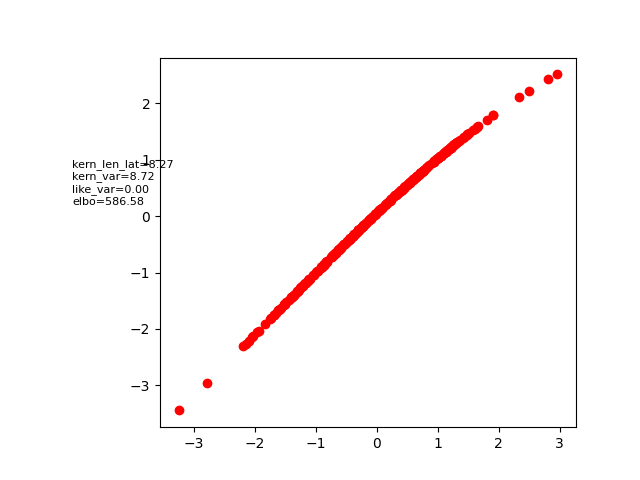 2
1
kern_len_lat=8.27
kern_var=8.72
like_var=0.00
elbo=586.58
0
−1
−2
−3
−3 −2 −1 0 1 2 3